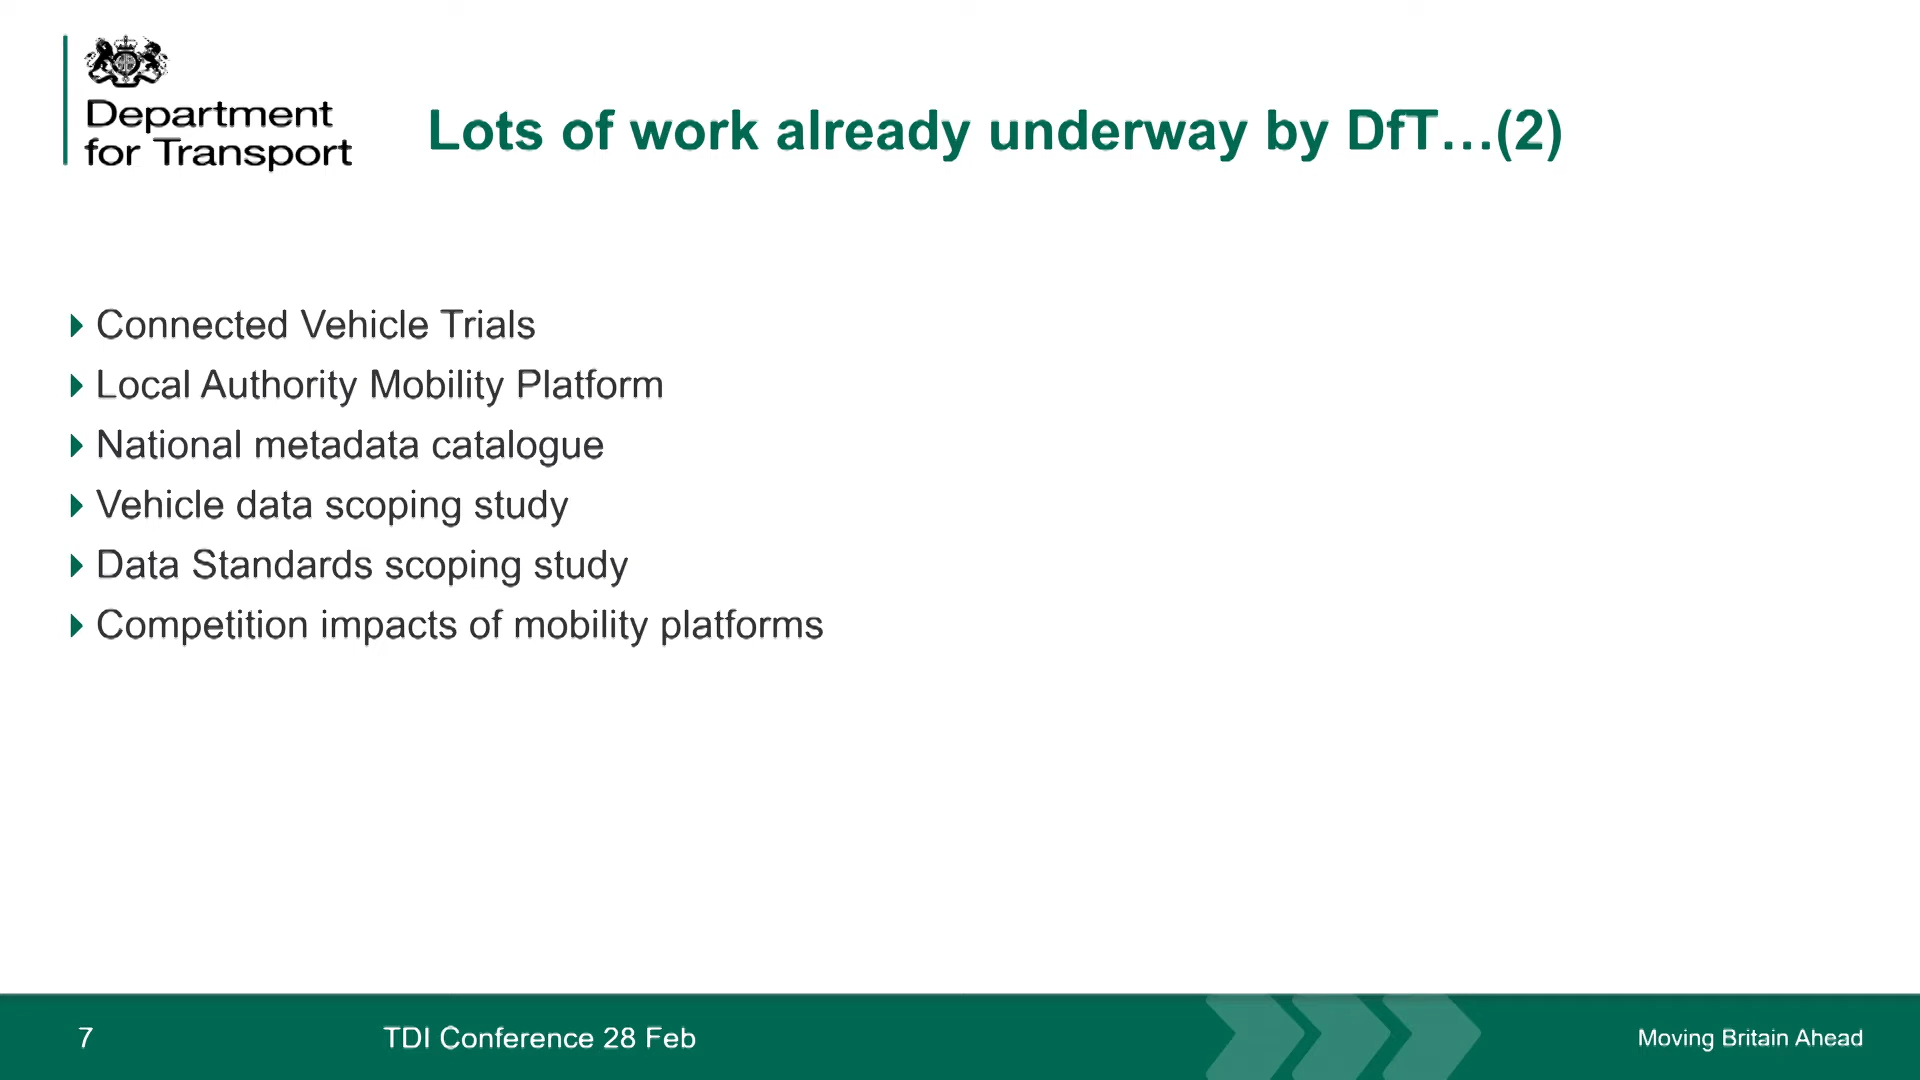 Department
for Transport
Lots of work already underway by DfT…(2)
Connected Vehicle Trials
Local Authority Mobility Platform
National metadata catalogue
Vehicle data scoping study
Data Standards scoping study
Competition impacts of mobility platforms
7
TDI Conference 28 Feb
Moving Britain Ahead